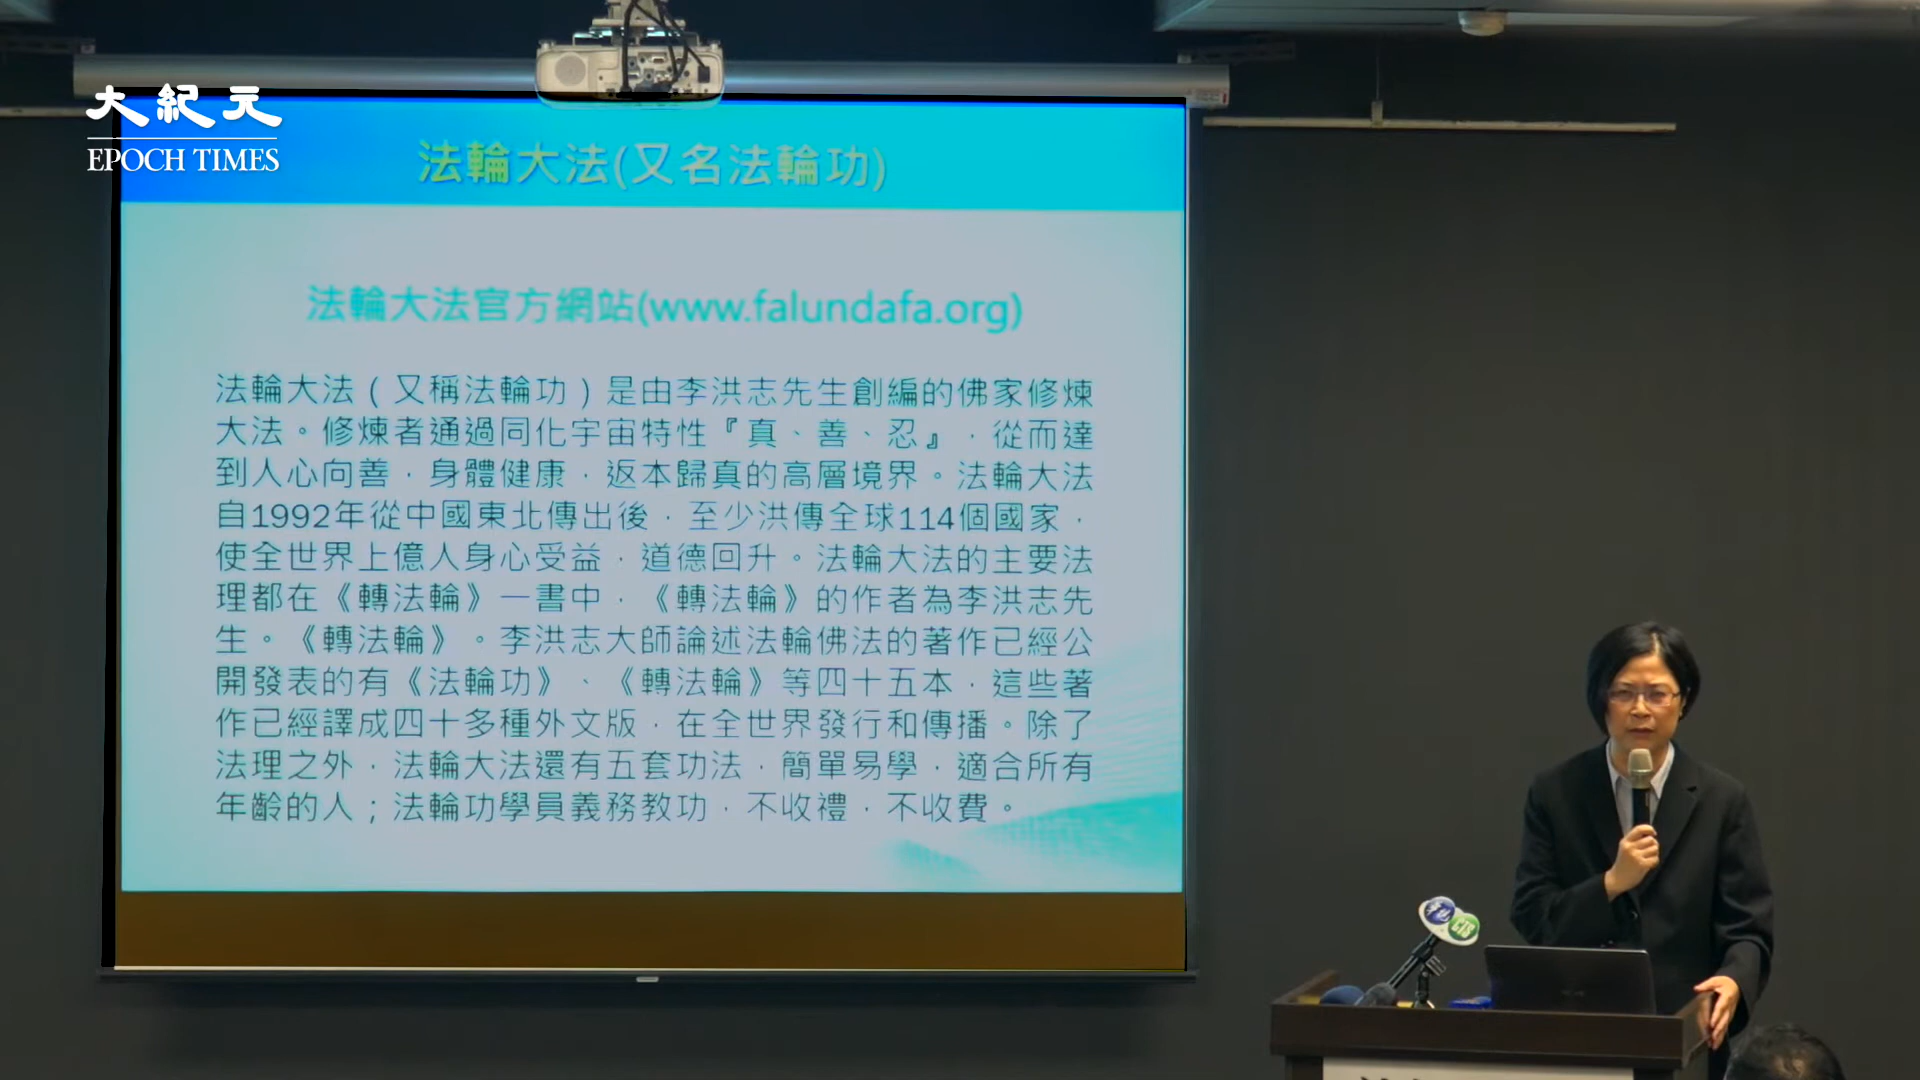 大紀元
EPOCH TIMES
法輪大法(又名法輪功)
法輪大法官方網站(www.falundafa.org)
法輪大法（又稱法輪功）是由李洪志先生創編的佛家修煉
大法。修煉者通過同化宇宙特性『真、善、忍』，從而達
到人心向善，身體健康，返本歸真的高層境界。法輪大法
自1992年從中國東北傳出後，至少洪傳全球114個國家，
使全世界上億人身心受益，道德回升。法輪大法的主要法
理都在《轉法輪》一書中，《轉法輪》的作者為李洪志先
生。《轉法輪》。李洪志大師論述法輪佛法的著作已經公
開發表的有《法輪功》、《轉法輪》等四十五本，這些著
作已經譯成四十多種外文版，在全世界發行和傳播。除了
法理之外，法輪大法還有五套功法，簡單易學，適合所有
年齡的人；法輪功學員義務教功，不收禮，不收費。
CTS